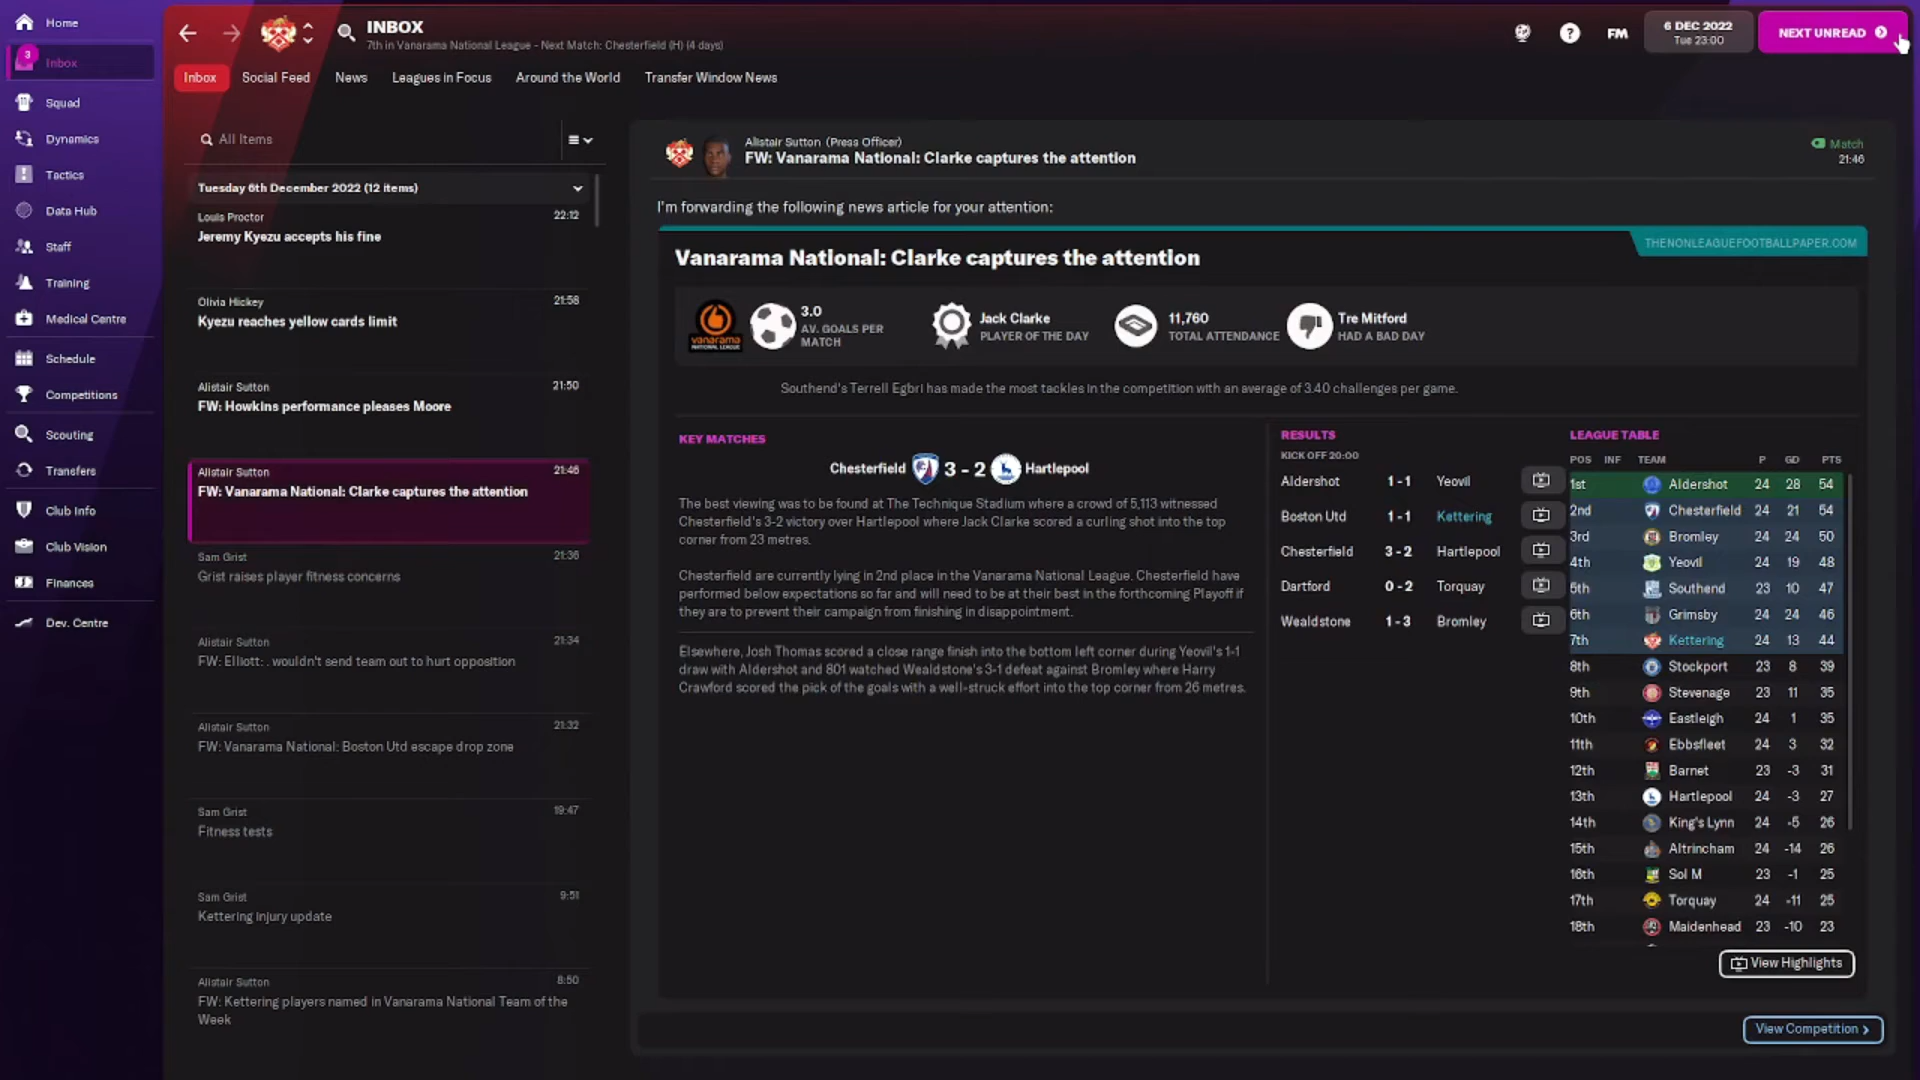 Home
3
Inbox
Squad
Dynamics
Tactics
Data Hub
Staff
Training
Medical Centre
Schedule
Competitions
Scouting
Transfers
Club Info
Club Vision
Finances
Dev. Centre
INBOX
7th in Vanarama National League - Next Match: Chesterfield (H) (4 days)
?
FM
6 DEC 2022
Tue 23:00
NEXT UNREAD
Inbox Social Feed News Leagues in Focus Around the World Transfer Window News
All Items
Tuesday 6th December 2022 (12 items)
Louis Proctor 22:12
Jeremy Kyezu accepts his fine
Olivia Hickey 21:58
Kyezu reaches yellow cards limit
Alistair Sutton 21:50
FW: Howkins performance pleases Moore
Alistair Sutton 21:46
FW: Vanarama National: Clarke captures the attention
Sam Grist 21:36
Grist raises player fitness concerns
Alistair Sutton 21:34
FW: Elliott: . wouldn't send team out to hurt opposition
Alistair Sutton 21:32
FW: Vanarama National: Boston Utd escape drop zone
Sam Grist 19:47
Fitness tests
Sam Grist 9:51
Kettering injury update
Alistair Sutton 8:50
FW: Kettering players named in Vanarama National Team of the
Week
Alistair Sutton (Press Officer)
FW: Vanarama National: Clarke captures the attention
Match
21:46
I'm forwarding the following news article for your attention:
THENONLEAGUEFOOTBALLPAPER.COM
Vanarama National: Clarke captures the attention
vanarama
NATIONAL LEAGUE
3.0
AV. GOALS PER
MATCH
Jack Clarke
PLAYER OF THE DAY
11,760
TOTAL ATTENDANCE
Tre Mitford
HAD A BAD DAY
Southend's Terrell Egbri has made the most tackles in the competition with an average of 3.40 challenges per game.
KEY MATCHES
Chesterfield 3 - 2 Hartlepool
The best viewing was to be found at The Technique Stadium where a crowd of 5,113 witnessed
Chesterfield's 3-2 victory over Hartlepool where Jack Clarke scored a curling shot into the top
corner from 23 metres.
Chesterfield are currently lying in 2nd place in the Vanarama National League. Chesterfield have
performed below expectations so far and will need to be at their best in the forthcoming Playoff if
they are to prevent their campaign from finishing in disappointment.
Elsewhere, Josh Thomas scored a close range finish into the bottom left corner during Yeovil's 1-1
draw with Aldershot and 801 watched Wealdstone's 3-1 defeat against Bromley where Harry
Crawford scored the pick of the goals with a well-struck effort into the top corner from 26 metres.
RESULTS
KICK OFF 20:00
Aldershot 1 - 1 Yeovil
Boston Utd 1 - 1 Kettering
Chesterfield 3 - 2 Hartlepool
Dartford 0 - 2 Torquay
Wealdstone 1 - 3 Bromley
LEAGUE TABLE
POS INF TEAM P GD PTS
1st Aldershot 24 28 54
2nd Chesterfield 24 21 54
3rd Bromley 24 24 50
4th Yeovil 24 19 48
5th Southend 23 10 47
6th Grimsby 24 24 46
7th Kettering 24 13 44
8th Stockport 23 8 39
9th Stevenage 23 11 35
10th Eastleigh 24 1 35
11th Ebbsfleet 24 3 32
12th Barnet 23 -3 31
13th Hartlepool 24 -3 27
14th King's Lynn 24 -5 26
15th Altrincham 24 -14 26
16th Sol M 23 -1 25
17th Torquay 24 -11 25
18th Maidenhead 23 -10 23
View Highlights
View Competition >